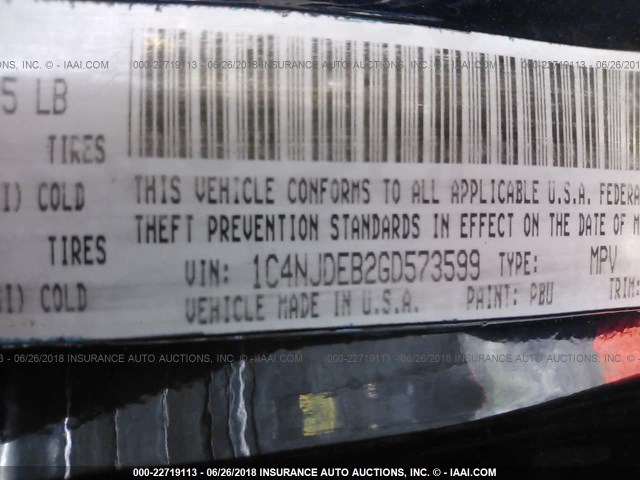 5 LB
TIRES
COLD
TIRES
COLD
THIS VEHICLE CONFORMS TO ALL APPLICABLE U.S.A. FEDERA
THEFT PREVENTION STANDARDS IN EFFECT ON THE DATE OF M
VIN: 1C4NJDEB2GD573599 TYPE: MPV
VEHICLE MADE IN U.S.A. PAINT: PBU TRIM:
000-22719113 - 06/26/2018 INSURANCE AUTO AUCTIONS, INC. - IAAI.COM